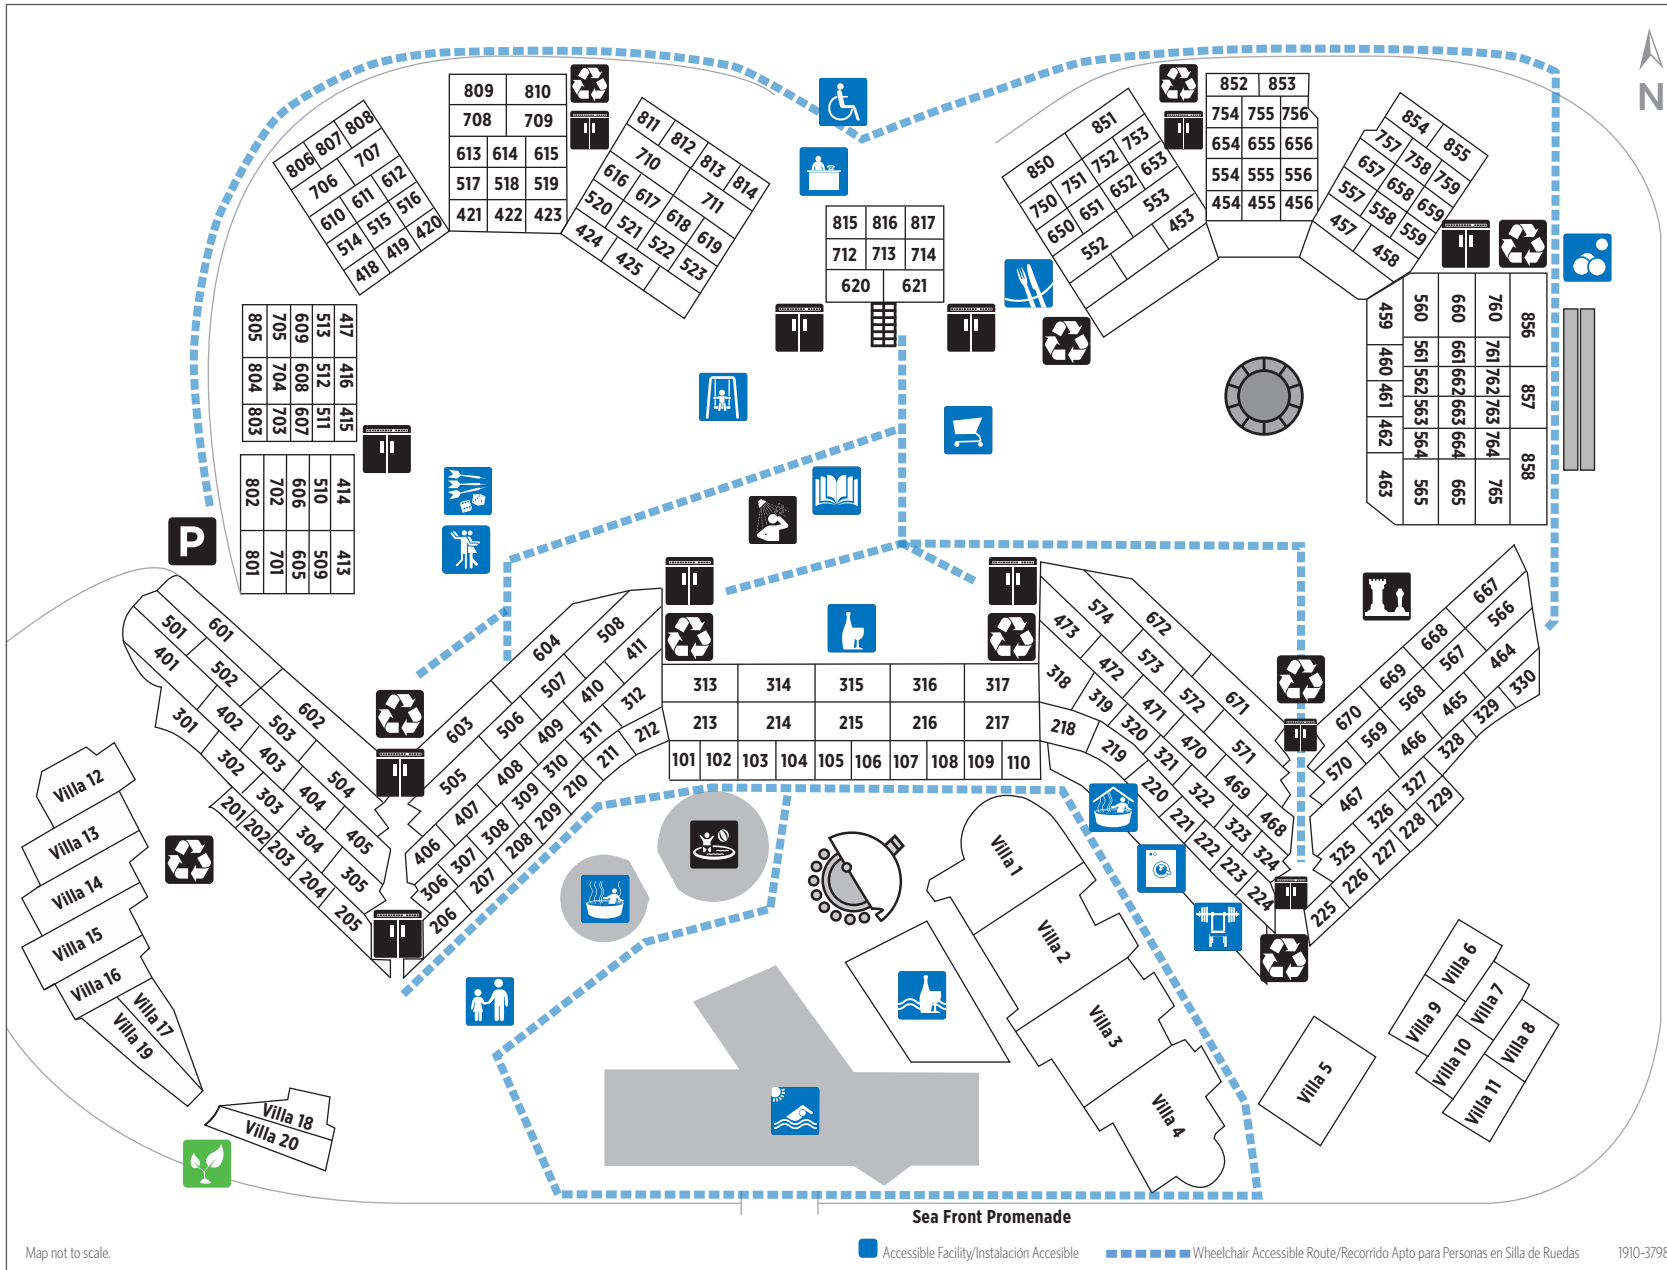 N
809 810
708 709
613 614 615
517 518 519
421 422 423
806 807 808
706 707
610 611 612
514 515 516
418 419 420
811 812 813 814
710 711
616 617 618 619
520 521 522 523
424 425
815 816 817
712 713 714
620 621
850 851
750 751 752 753
650 651 652 653
552 553
453
852 853
754 755 756
654 655 656
554 555 556
454 455 456
854 855
757 758 759
657 658 659
557 558 559
457 458
805 705 609 513 417
804 704 608 512 416
803 703 607 511 415
802 702 606 510 414
801 701 605 509 413
459 560 660 760 856
460 561 661 761
461 562 662 762 857
462 563 663 763
463 564 664 764 858
565 665 765
P
601 602
501 502 503 504
401 402 403 404 405
301 302 303 304 305
201 202 203 204 205
603 604
505 506 507 508
406 407 408 409 410 411
306 307 308 309 310 311 312
206 207 208 209 210 211 212
313 314 315 316 317
213 214 215 216 217
101 102 103 104 105 106 107 108 109 110
672 671
574 573 572 571
473 472 471 470 469 468
318 319 320 321 322 323 324
218 219 220 221 222 223 224
670 669 668 667
570 569 568 567 566
467 466 465 464
325 326 327 328 329 330
225 226 227 228 229
Villa 12
Villa 13
Villa 14
Villa 15
Villa 16
Villa 17
Villa 19
Villa 18
Villa 20
Villa 1
Villa 2
Villa 3
Villa 4
Villa 5
Villa 6
Villa 7
Villa 8
Villa 9
Villa 10
Villa 11
Sea Front Promenade
Map not to scale.
Accessible Facility/Instalación Accesible
Wheelchair Accessible Route/Recorrido Apto para Personas en Silla de Ruedas
1910-3798